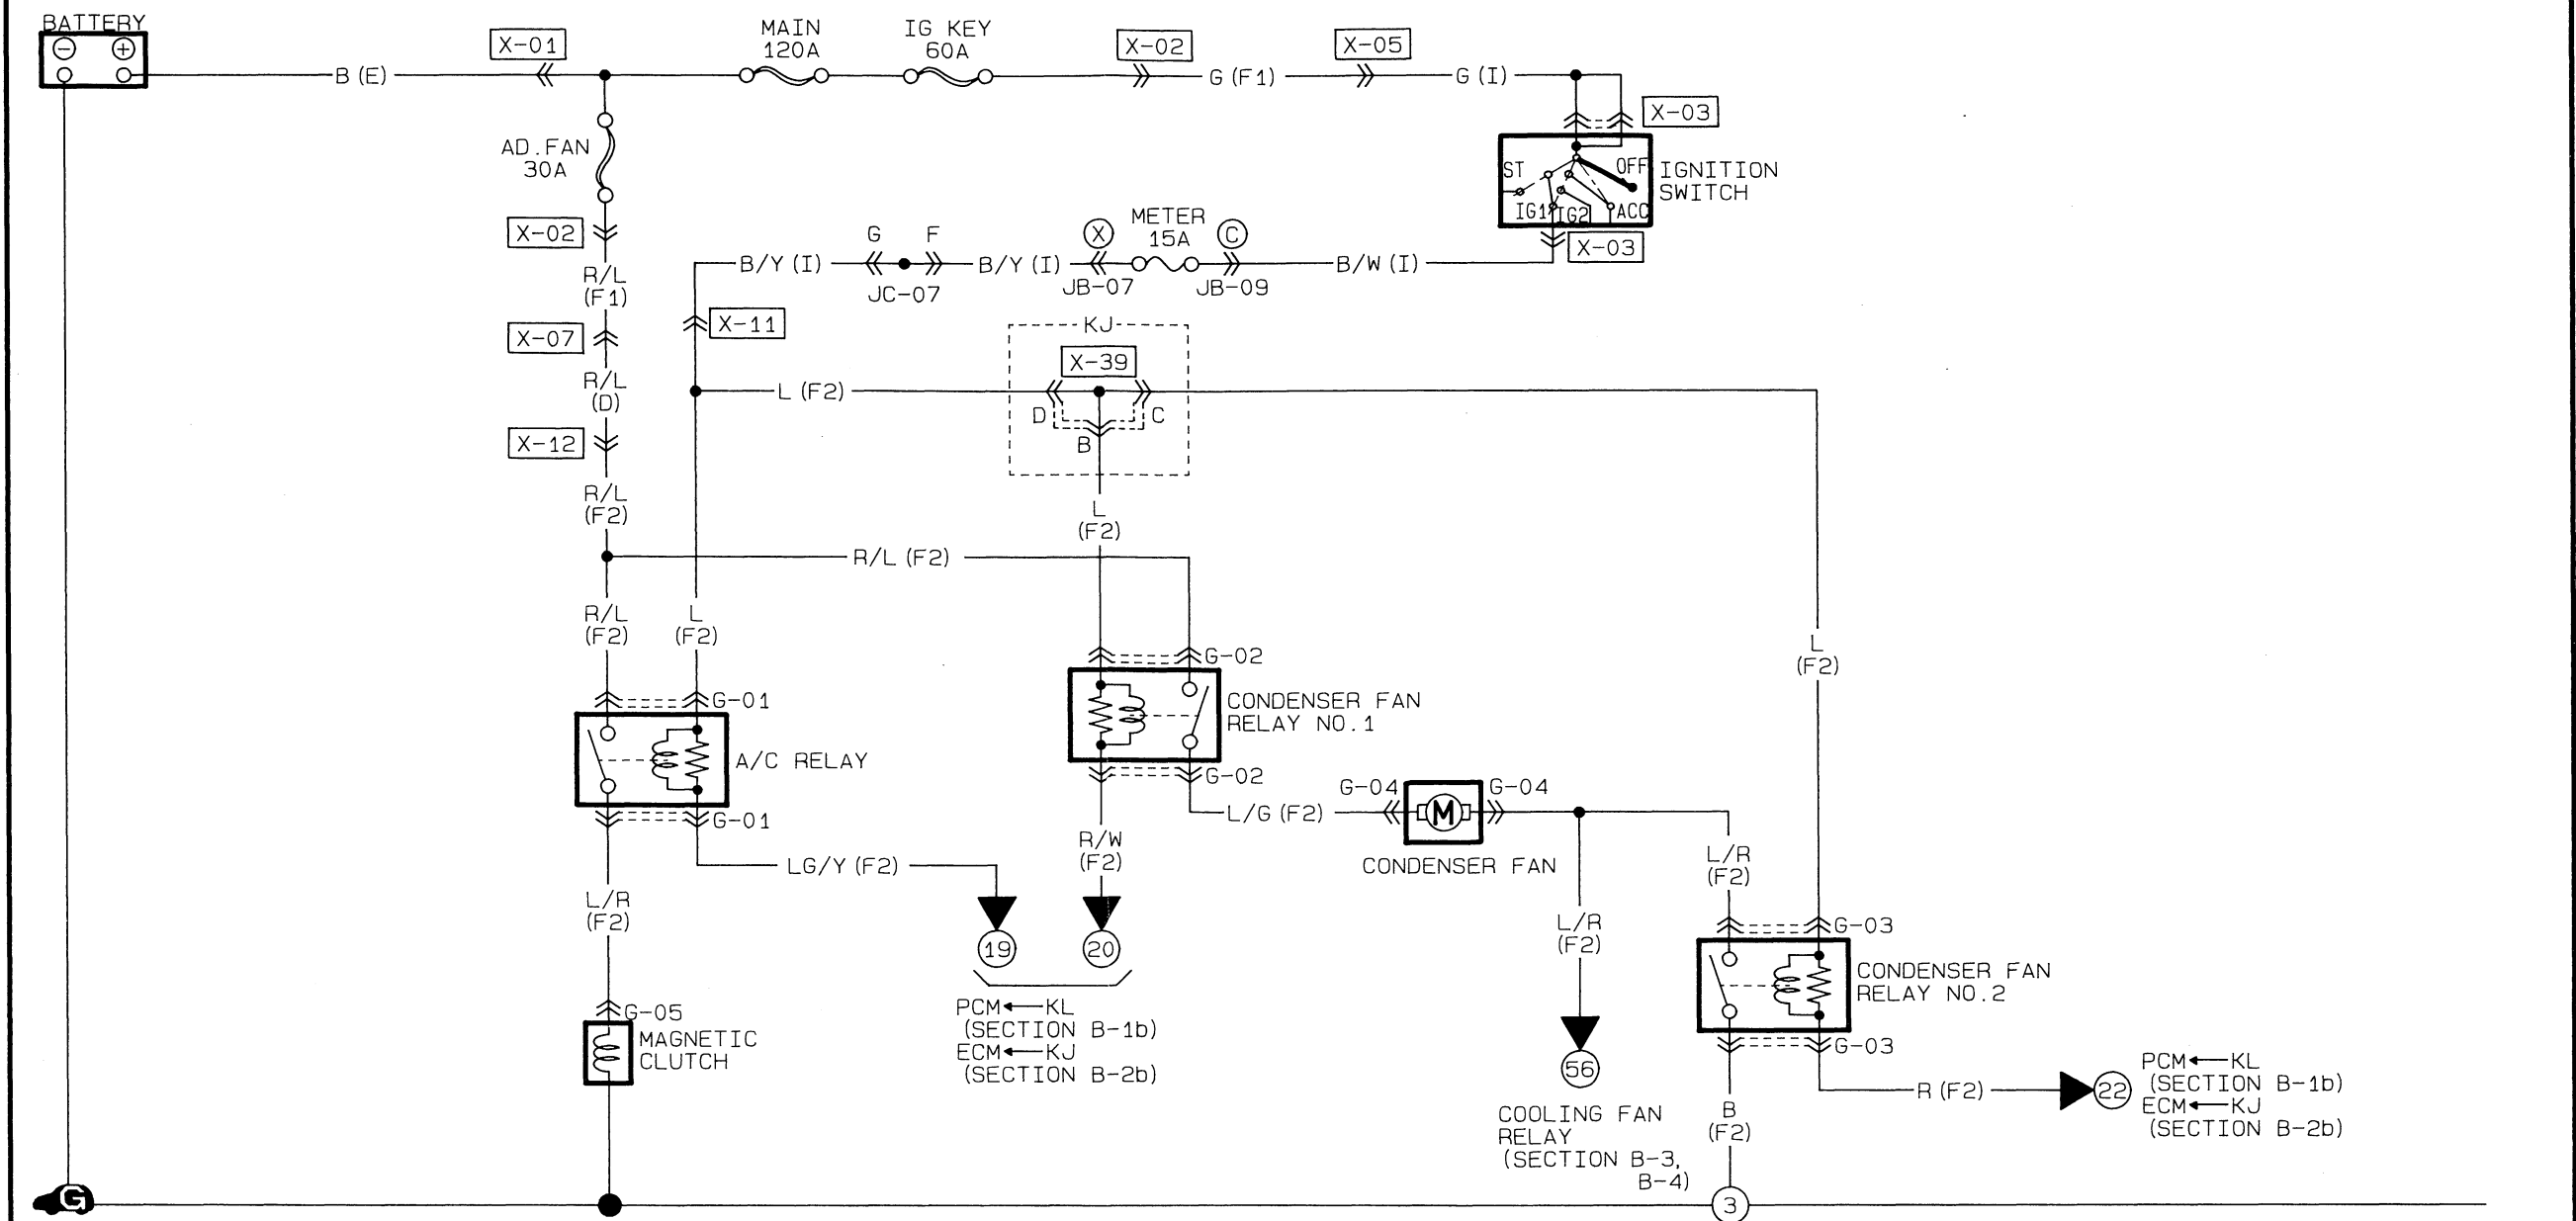 BATTERY
- +
X-01
B (E)
MAIN
120A
IG KEY
60A
X-02
G (F1)
X-05
G (I)
X-03
AD.FAN
30A
ST
OFF
IG1
IG2
ACC
IGNITION
SWITCH
X-03
X-02
R/L
(F1)
B/Y (I)
G
F
JC-07
B/Y (I)
X
JB-07
METER
15A
C
JB-09
B/W (I)
X-07
X-11
KJ
X-39
R/L
(D)
L (F2)
D
C
B
X-12
R/L
(F2)
L
(F2)
R/L (F2)
R/L
(F2)
L
(F2)
L
(F2)
G-02
G-01
CONDENSER FAN
RELAY NO.1
A/C RELAY
G-02
G-01
L/G (F2)
G-04
M
G-04
CONDENSER FAN
R/W
(F2)
LG/Y (F2)
L/R
(F2)
L/R
(F2)
L/R
(F2)
G-03
19
20
CONDENSER FAN
RELAY NO.2
PCM←KL
(SECTION B-1b)
ECM←KJ
(SECTION B-2b)
G-05
MAGNETIC
CLUTCH
56
COOLING FAN
RELAY
(SECTION B-3,
B-4)
G-03
B
(F2)
R (F2)
22
PCM←KL
(SECTION B-1b)
ECM←KJ
(SECTION B-2b)
G
3